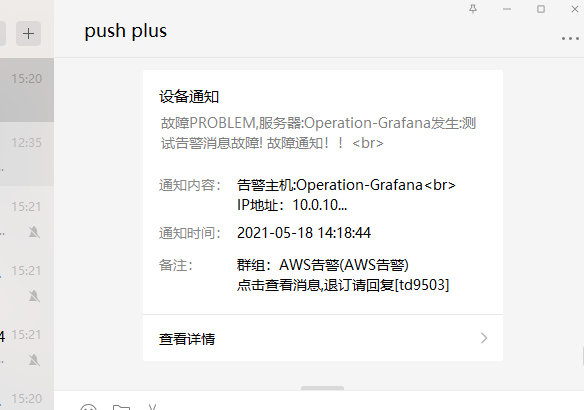 push plus
15:20
设备通知
故障PROBLEM,服务器:Operation-Grafana发生:测
试告警消息故障! 故障通知！！<br>
12:35
通知内容： 告警主机:Operation-Grafana<br>
IP地址：10.0.10...
15:21
通知时间： 2021-05-18 14:18:44
备注： 群组：AWS告警(AWS告警)
15:21
点击查看消息,退订请回复[td9503]
15:21
查看详情
15:20